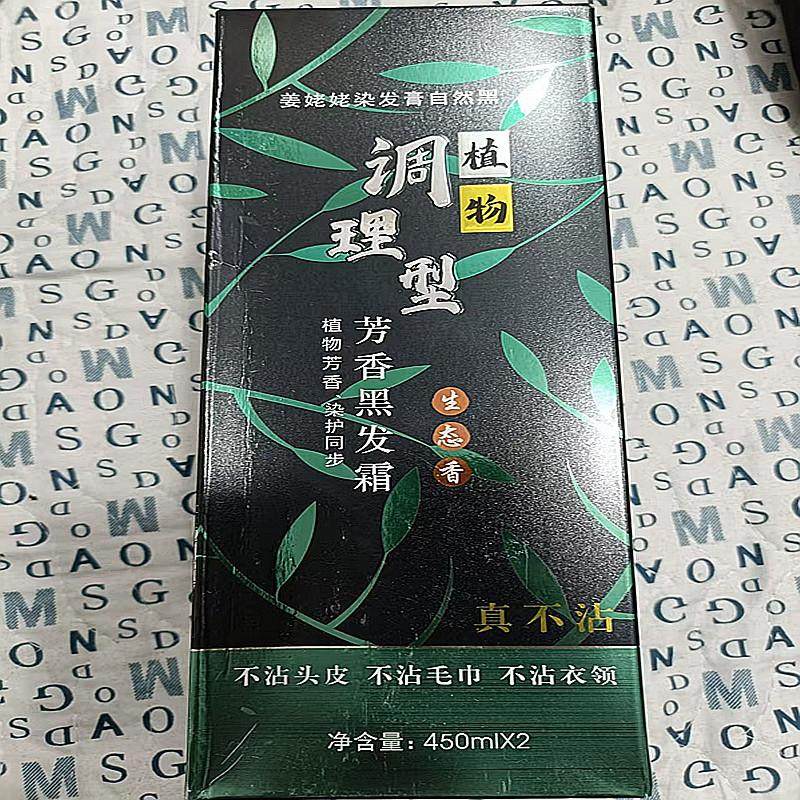 姜姥姥染发膏自然黑
植物
调理型
芳香黑发霜
植物芳香、染护同步
生态香
真不沾
不沾头皮 不沾毛巾 不沾衣领
净含量：450mlX2